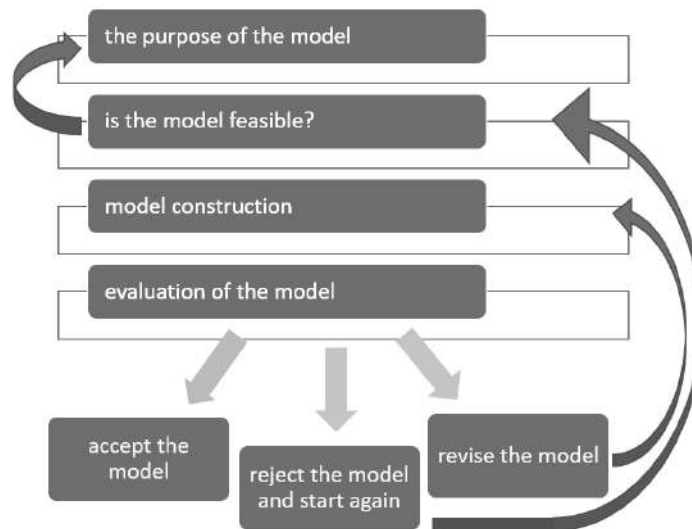 the purpose of the model
is the model feasible?
model construction
evaluation of the model
accept the
model
reject the model
and start again
revise the model